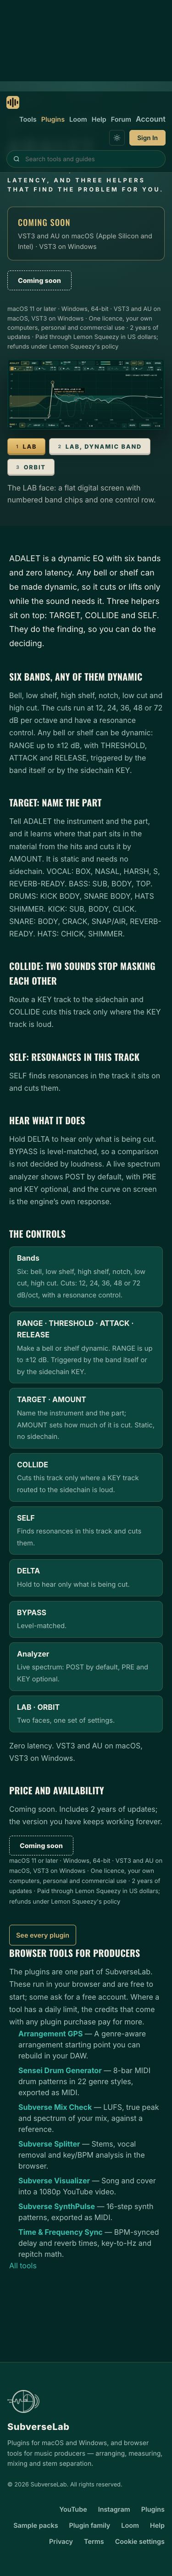 Tools Plugins Loom Help Forum Account
Sign In
Search tools and guides
LATENCY, AND THREE HELPERS
THAT FIND THE PROBLEM FOR YOU.
COMING SOON
VST3 and AU on macOS (Apple Silicon and
Intel) · VST3 on Windows
Coming soon
macOS 11 or later · Windows, 64-bit · VST3 and AU on
macOS, VST3 on Windows · One licence, your own
computers, personal and commercial use · 2 years of
updates · Paid through Lemon Squeezy in US dollars;
refunds under Lemon Squeezy's policy
1 LAB
2 LAB, DYNAMIC BAND
3 ORBIT
The LAB face: a flat digital screen with
numbered band chips and one control row.
ADALET is a dynamic EQ with six bands
and zero latency. Any bell or shelf can
be made dynamic, so it cuts or lifts only
while the sound needs it. Three helpers
sit on top: TARGET, COLLIDE and SELF.
They do the finding, so you can do the
deciding.
SIX BANDS, ANY OF THEM DYNAMIC
Bell, low shelf, high shelf, notch, low cut and
high cut. The cuts run at 12, 24, 36, 48 or 72
dB per octave and have a resonance
control. Any bell or shelf can be dynamic:
RANGE up to ±12 dB, with THRESHOLD,
ATTACK and RELEASE, triggered by the
band itself or by the sidechain KEY.
TARGET: NAME THE PART
Tell ADALET the instrument and the part,
and it learns where that part sits in the
material from the hits and cuts it by
AMOUNT. It is static and needs no
sidechain. VOCAL: BOX, NASAL, HARSH, S,
REVERB-READY. BASS: SUB, BODY, TOP.
DRUMS: KICK BODY, SNARE BODY, HATS
SHIMMER. KICK: SUB, BODY, CLICK.
SNARE: BODY, CRACK, SNAP/AIR, REVERB-
READY. HATS: CHICK, SHIMMER.
COLLIDE: TWO SOUNDS STOP MASKING
EACH OTHER
Route a KEY track to the sidechain and
COLLIDE cuts this track only where the KEY
track is loud.
SELF: RESONANCES IN THIS TRACK
SELF finds resonances in the track it sits on
and cuts them.
HEAR WHAT IT DOES
Hold DELTA to hear only what is being cut.
BYPASS is level-matched, so a comparison
is not decided by loudness. A live spectrum
analyzer shows POST by default, with PRE
and KEY optional, and the curve on screen
is the engine's own response.
THE CONTROLS
Bands
Six: bell, low shelf, high shelf, notch, low
cut, high cut. Cuts: 12, 24, 36, 48 or 72
dB/oct, with a resonance control.
RANGE · THRESHOLD · ATTACK ·
RELEASE
Make a bell or shelf dynamic. RANGE is up
to ±12 dB. Triggered by the band itself or
by the sidechain KEY.
TARGET · AMOUNT
Name the instrument and the part;
AMOUNT sets how much of it is cut. Static,
no sidechain.
COLLIDE
Cuts this track only where a KEY track
routed to the sidechain is loud.
SELF
Finds resonances in this track and cuts
them.
DELTA
Hold to hear only what is being cut.
BYPASS
Level-matched.
Analyzer
Live spectrum: POST by default, PRE and
KEY optional.
LAB · ORBIT
Two faces, one set of settings.
Zero latency. VST3 and AU on macOS,
VST3 on Windows.
PRICE AND AVAILABILITY
Coming soon. Includes 2 years of updates;
the version you have keeps working forever.
Coming soon
macOS 11 or later · Windows, 64-bit · VST3 and AU on
macOS, VST3 on Windows · One licence, your own
computers, personal and commercial use · 2 years of
updates · Paid through Lemon Squeezy in US dollars;
refunds under Lemon Squeezy's policy
See every plugin
BROWSER TOOLS FOR PRODUCERS
The plugins are one part of SubverseLab.
These run in your browser and are free to
start; some ask for a free account. Where a
tool has a daily limit, the credits that come
with any plugin purchase pay for more.
Arrangement GPS — A genre-aware
arrangement starting point you can
rebuild in your DAW.
Sensei Drum Generator — 8-bar MIDI
drum patterns in 22 genre styles,
exported as MIDI.
Subverse Mix Check — LUFS, true peak
and spectrum of your mix, against a
reference.
Subverse Splitter — Stems, vocal
removal and key/BPM analysis in the
browser.
Subverse Visualizer — Song and cover
into a 1080p YouTube video.
Subverse SynthPulse — 16-step synth
patterns, exported as MIDI.
Time & Frequency Sync — BPM-synced
delay and reverb times, key-to-Hz and
repitch math.
All tools
SubverseLab
Plugins for macOS and Windows, and browser
tools for music producers — arranging, measuring,
mixing and stem separation.
© 2026 SubverseLab. All rights reserved.
YouTube Instagram Plugins
Sample packs Plugin family Loom Help
Privacy Terms Cookie settings